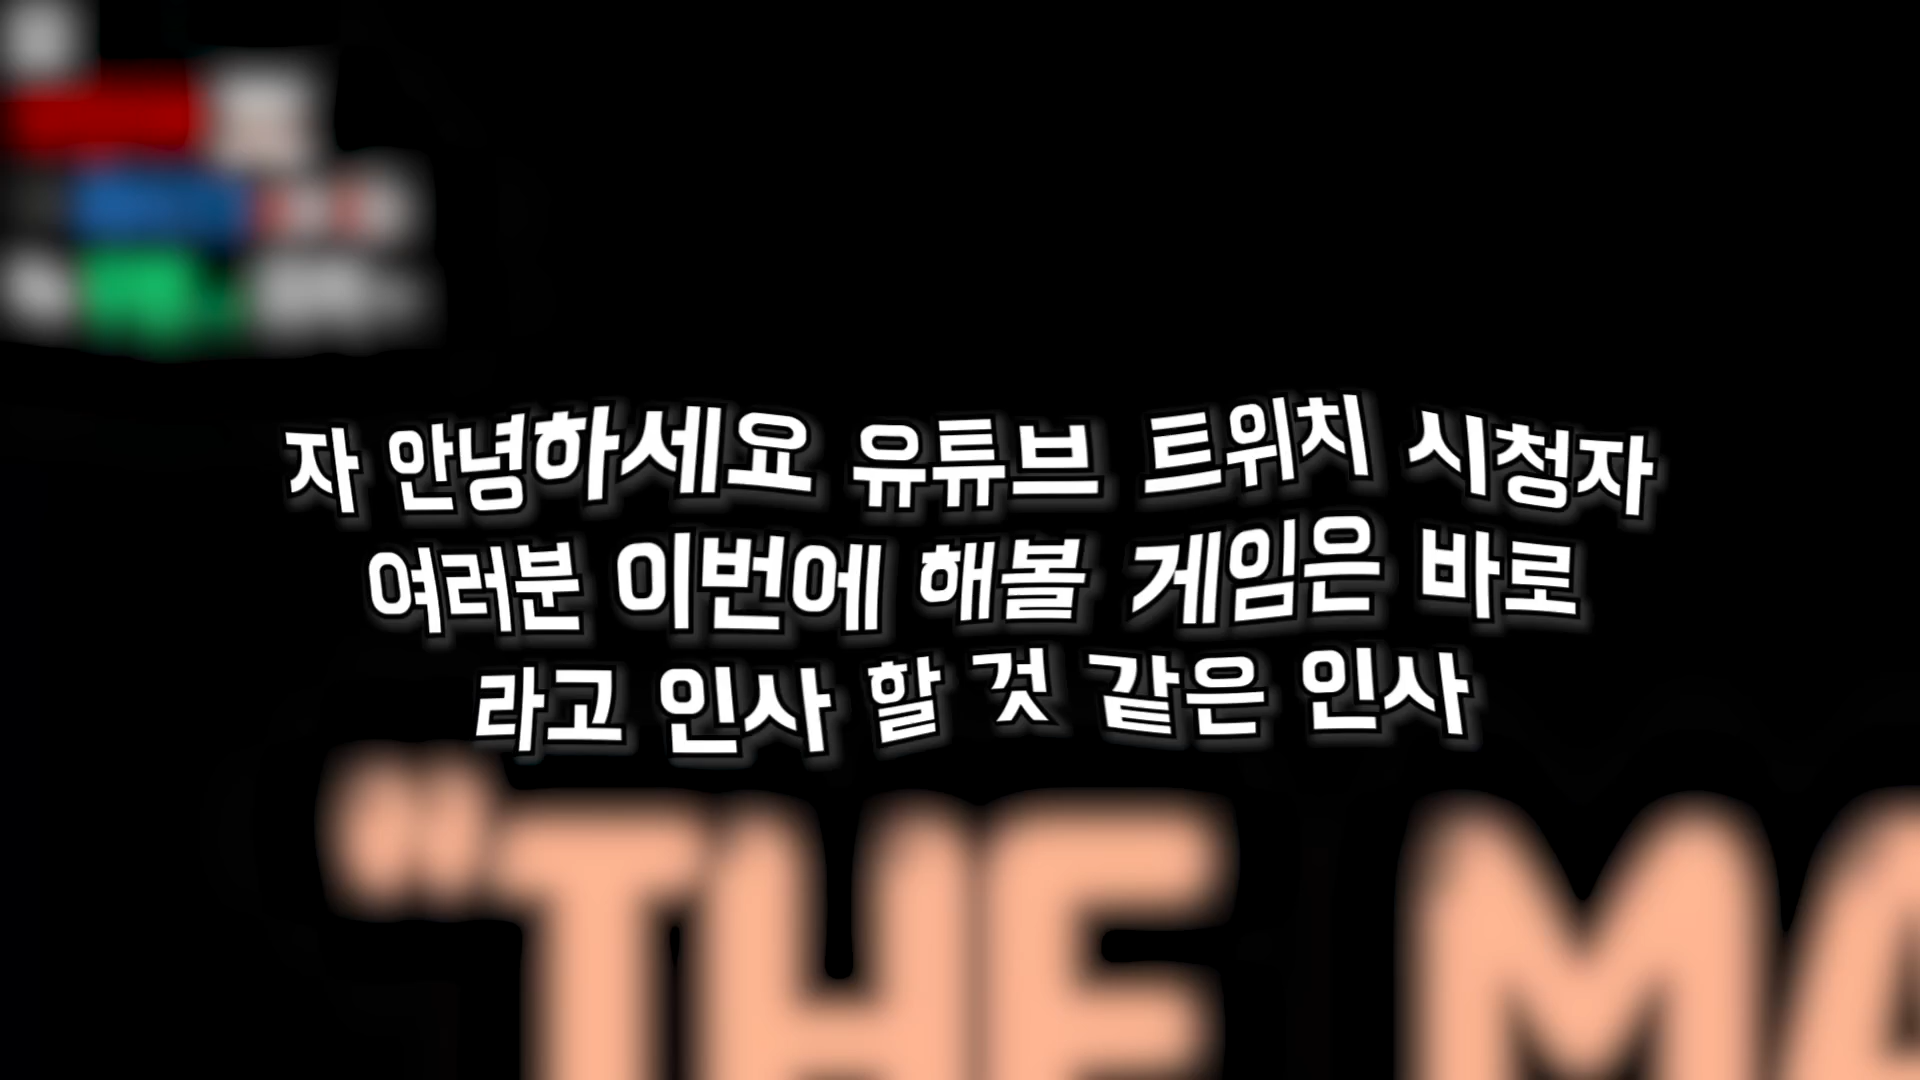 자 안녕하세요 유튜브 트위치 시청자
여러분 이번에 해볼 게임은 바로
라고 인사 할 것 같은 인사
"THE MA